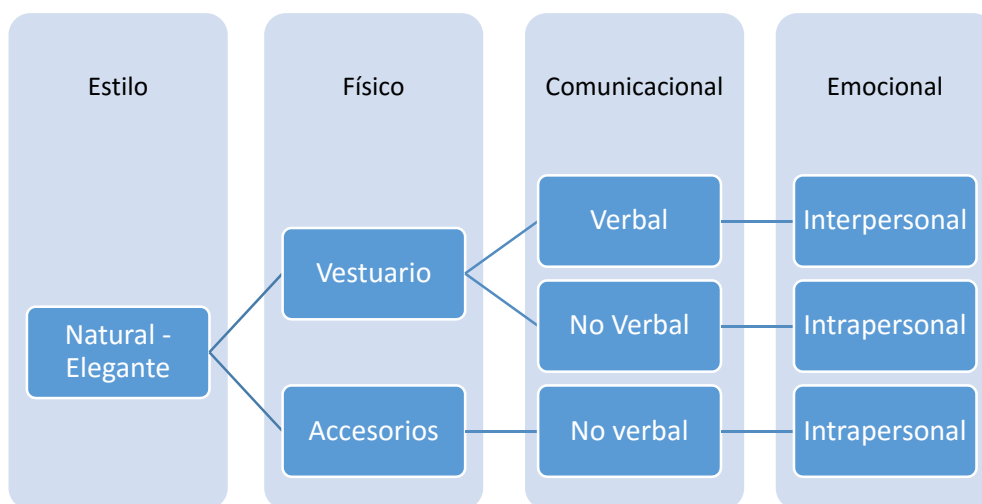 Estilo
Físico
Comunicacional
Emocional
Natural -
Elegante
Vestuario
Accesorios
Verbal
No Verbal
No verbal
Interpersonal
Intrapersonal
Intrapersonal